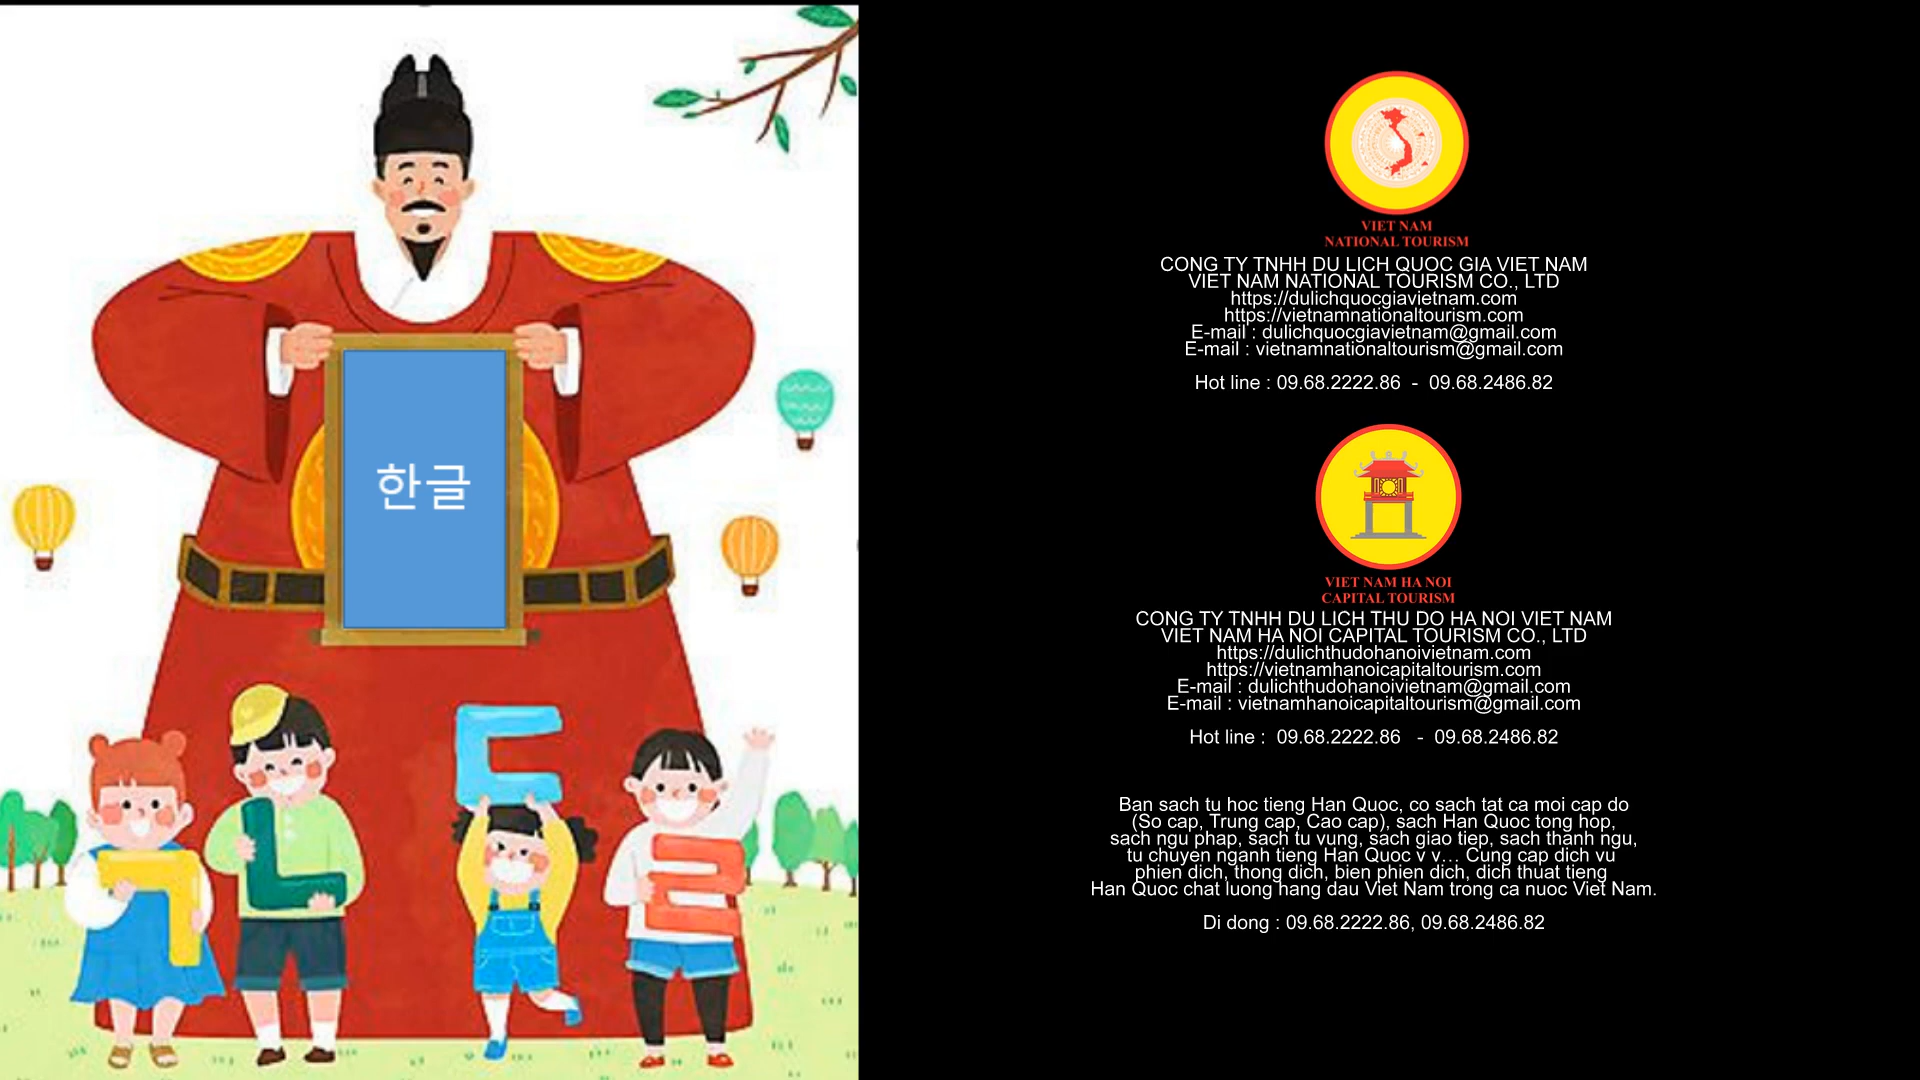 한글
ㄱ
ㄴ
ㄷ
ㄹ
VIET NAM
NATIONAL TOURISM
CONG TY TNHH DU LICH QUOC GIA VIET NAM
VIET NAM NATIONAL TOURISM CO., LTD
https://dulichquocgiavietnam.com
https://vietnamnationaltourism.com
E-mail : dulichquocgiavietnam@gmail.com
E-mail : vietnamnationaltourism@gmail.com
Hot line : 09.68.2222.86  -  09.68.2486.82
VIET NAM HA NOI
CAPITAL TOURISM
CONG TY TNHH DU LICH THU DO HA NOI VIET NAM
VIET NAM HA NOI CAPITAL TOURISM CO., LTD
https://dulichthudohanoivietnam.com
https://vietnamhanoicapitaltourism.com
E-mail : dulichthudohanoivietnam@gmail.com
E-mail : vietnamhanoicapitaltourism@gmail.com
Hot line :  09.68.2222.86   -  09.68.2486.82
Ban sach tu hoc tieng Han Quoc, co sach tat ca moi cap do
(So cap, Trung cap, Cao cap), sach Han Quoc tong hop,
sach ngu phap, sach tu vung, sach giao tiep, sach thanh ngu,
tu chuyen nganh tieng Han Quoc v v… Cung cap dich vu
phien dich, thong dich, bien phien dich, dich thuat tieng
Han Quoc chat luong hang dau Viet Nam trong ca nuoc Viet Nam.
Di dong : 09.68.2222.86, 09.68.2486.82